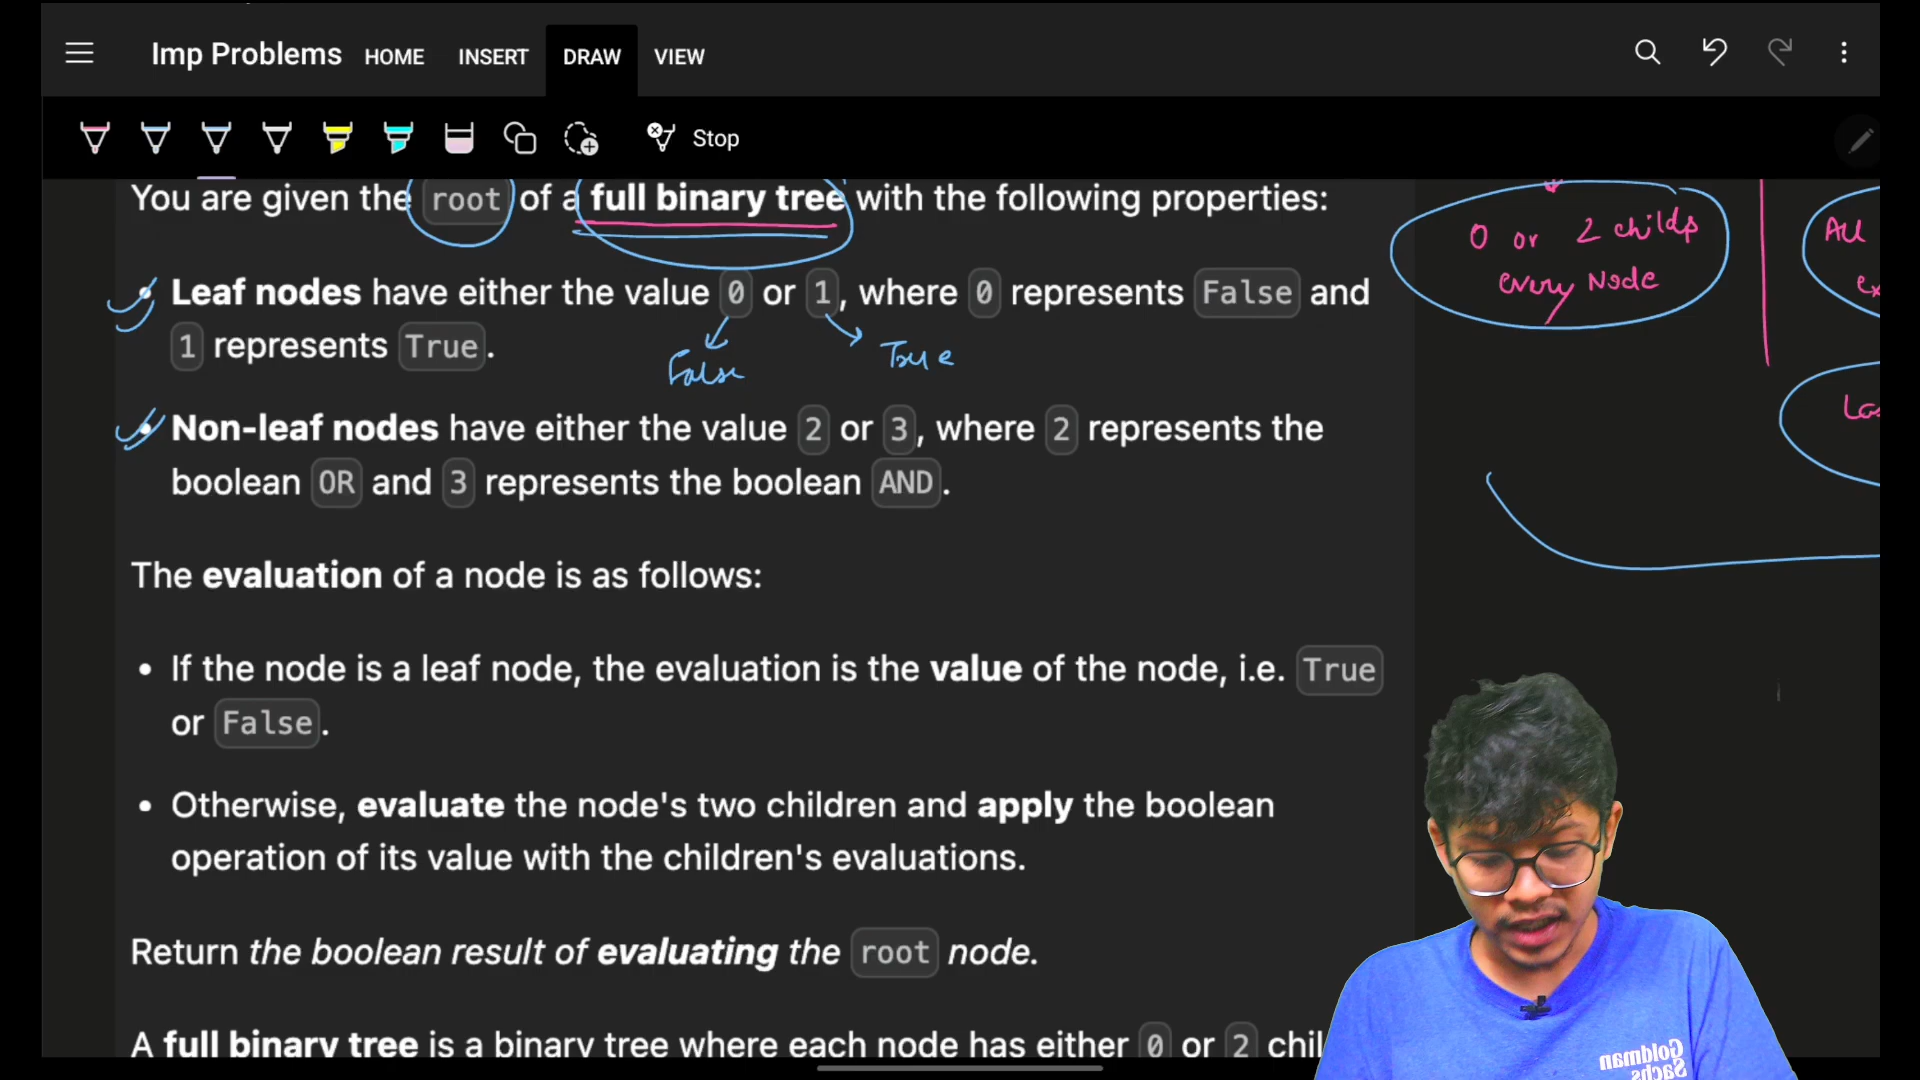 Imp Problems HOME INSERT DRAW VIEW
Stop
You are given the root of a full binary tree with the following properties:
0 or 2 childs
every Node
All
Leaf nodes have either the value 0 or 1, where 0 represents False and
1 represents True.
False
True
Non-leaf nodes have either the value 2 or 3, where 2 represents the
boolean OR and 3 represents the boolean AND.
The evaluation of a node is as follows:
If the node is a leaf node, the evaluation is the value of the node, i.e. True
or False.
Otherwise, evaluate the node's two children and apply the boolean
operation of its value with the children's evaluations.
Return the boolean result of evaluating the root node.
A full binary tree is a binary tree where each node has either 0 or 2 chil
Goldman
Sachs